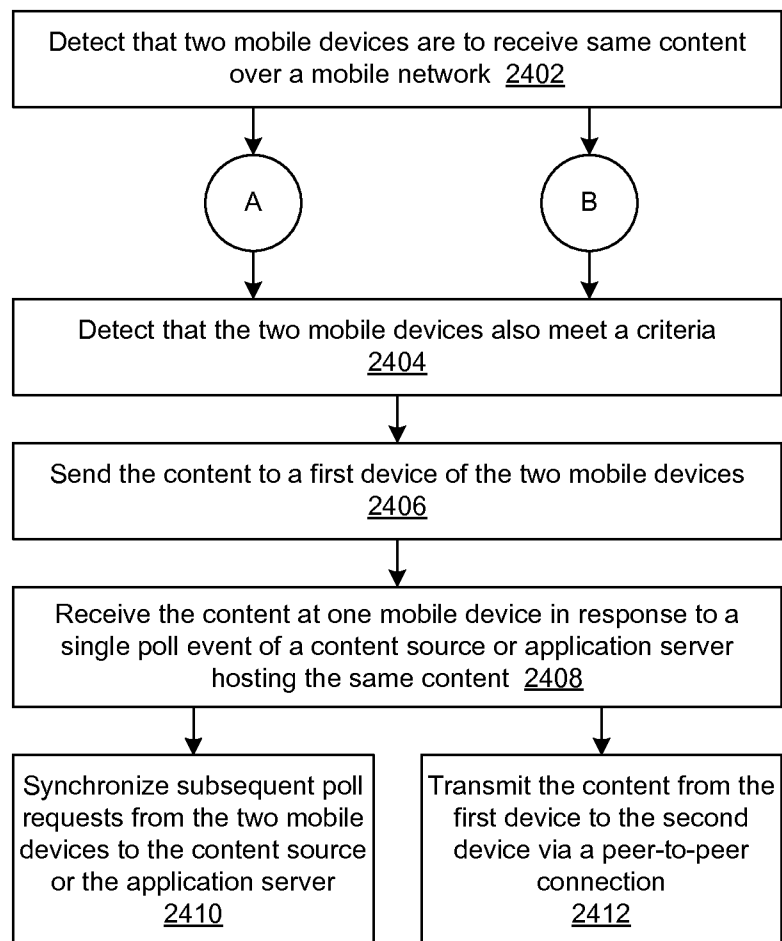 Detect that two mobile devices are to receive same content
over a mobile network 2402
A
B
Detect that the two mobile devices also meet a criteria
2404
Send the content to a first device of the two mobile devices
2406
Receive the content at one mobile device in response to a
single poll event of a content source or application server
hosting the same content 2408
Synchronize subsequent poll
requests from the two mobile
devices to the content source
or the application server
2410
Transmit the content from the
first device to the second
device via a peer-to-peer
connection
2412